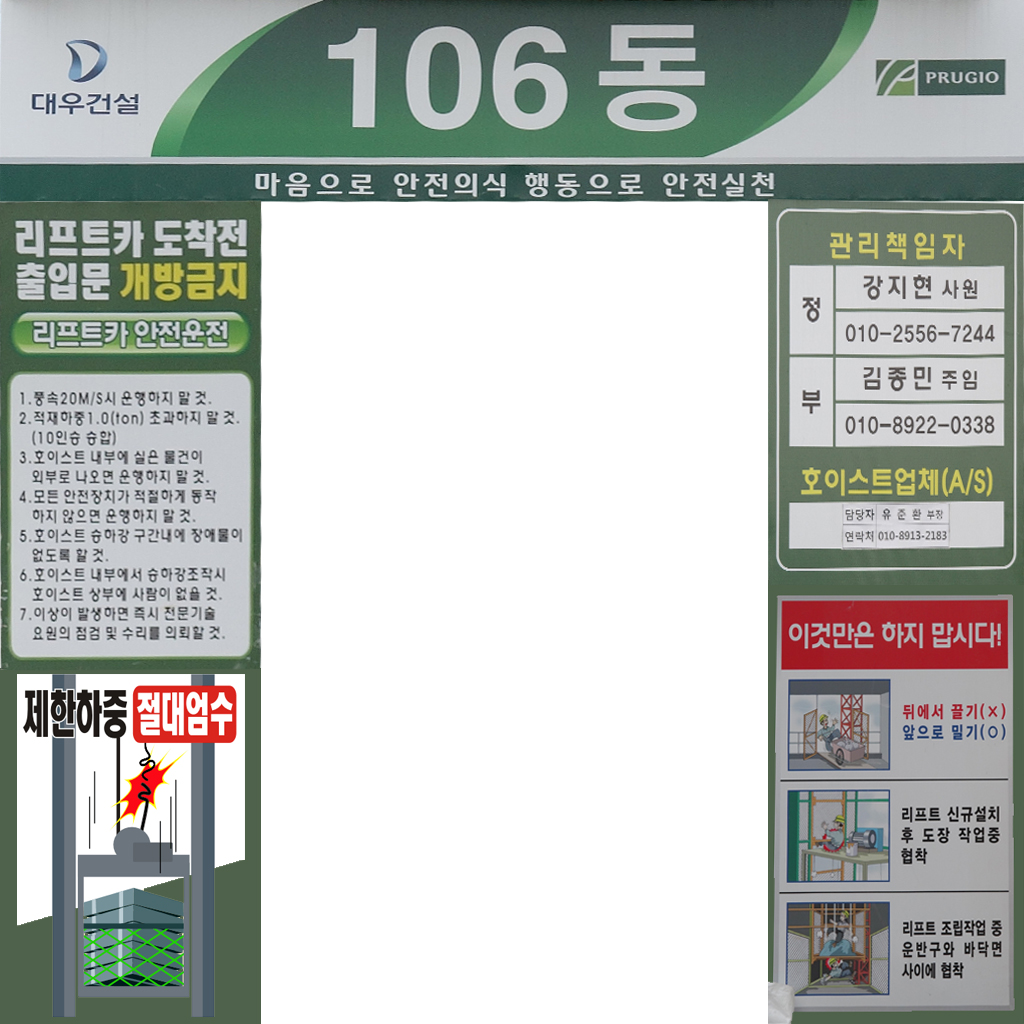 대우건설
106동
PRUGIO
마음으로 안전의식 행동으로 안전실천
리프트카 도착전
출입문 개방금지
리프트카 안전운전
1.풍속20M/S시 운행하지 말 것.
2.적재하중1.0(ton) 초과하지 말 것.
(10인승 승합)
3.호이스트 내부에 실은 물건이
외부로 나오면 운행하지 말 것.
4.모든 안전장치가 적절하게 동작
하지 않으면 운행하지 말 것.
5.호이스트 승하강 구간내에 장애물이
없도록 할 것.
6.호이스트 내부에서 승하강조작시
호이스트 상부에 사람이 없을 것.
7.이상이 발생하면 즉시 전문기술
요원의 점검 및 수리를 의뢰할 것.
제한하중 절대엄수
관리책임자
정 강지현 사원
010-2556-7244
부 김종민 주임
010-8922-0338
호이스트업체(A/S)
담당자 유준환 부장
연락처 010-8913-2183
이것만은 하지 맙시다!
뒤에서 끌기(×)
앞으로 밀기(○)
리프트 신규설치
후 도장 작업중
협착
리프트 조립작업 중
운반구와 바닥면
사이에 협착